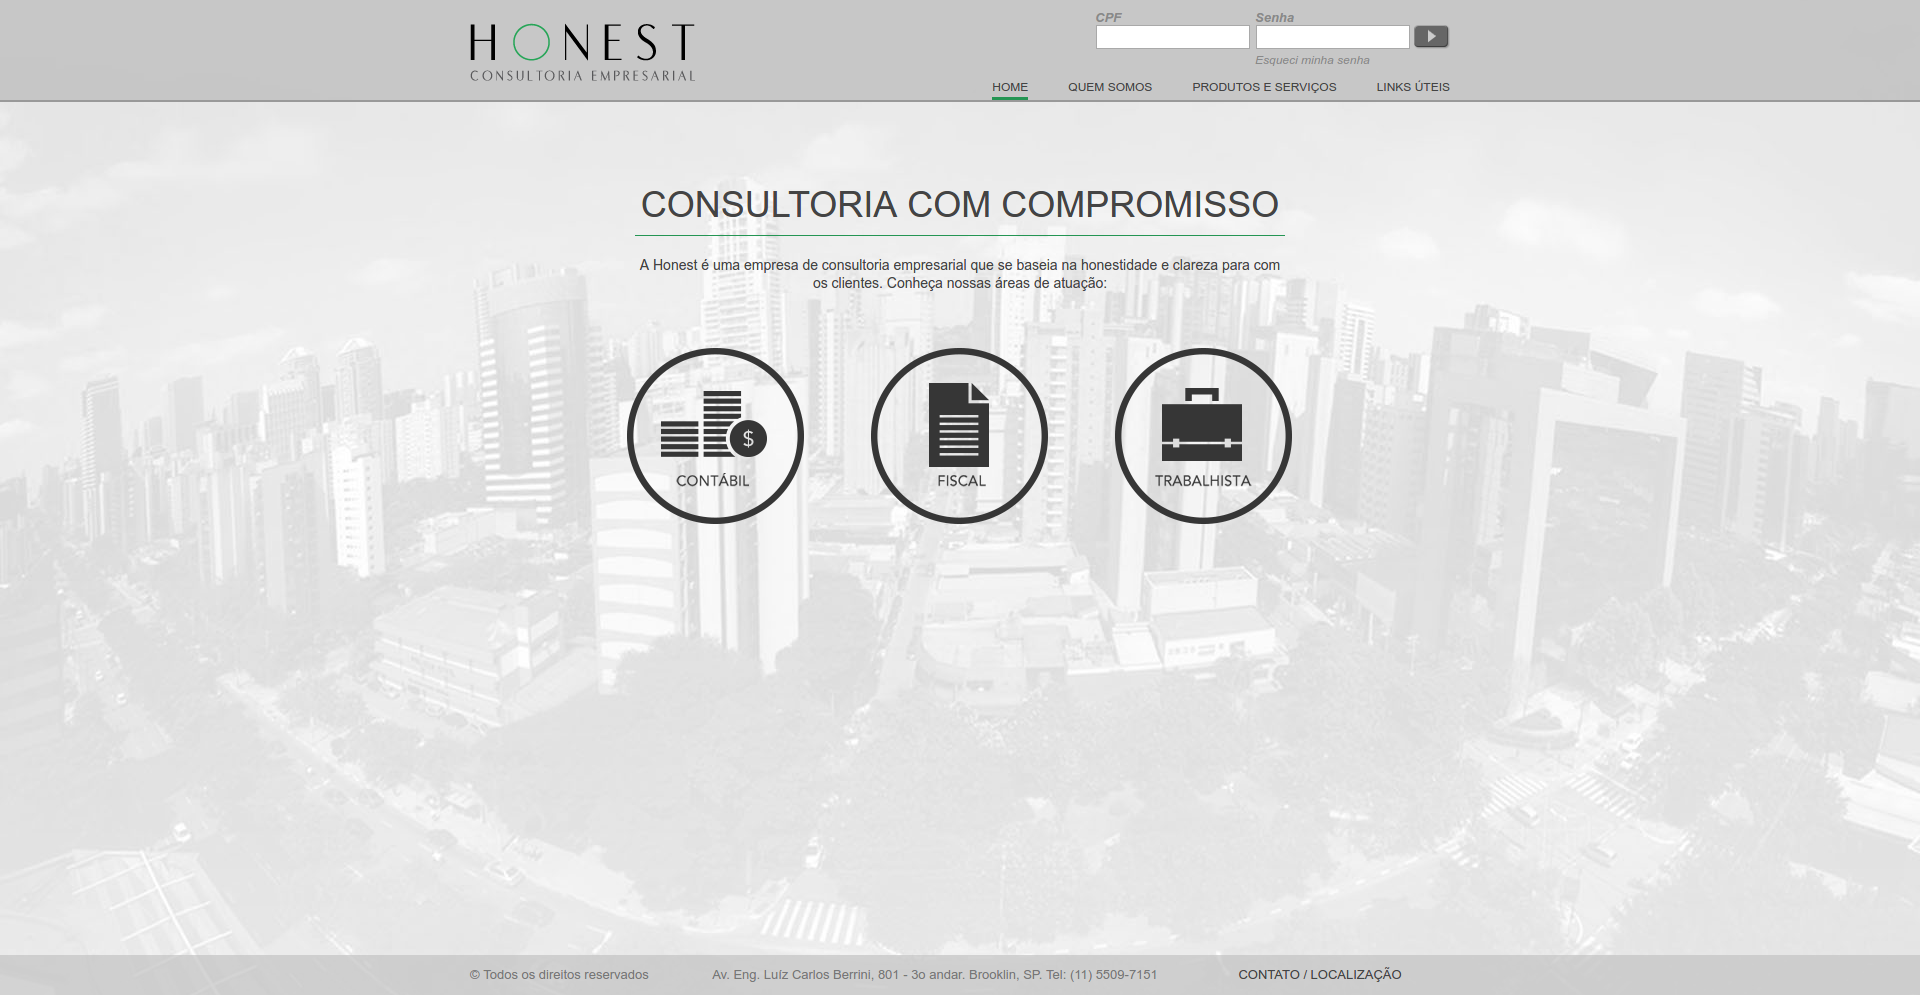 HONEST
CONSULTORIA EMPRESARIAL
CPF
Senha
Esqueci minha senha
HOME
QUEM SOMOS
PRODUTOS E SERVIÇOS
LINKS ÚTEIS
CONSULTORIA COM COMPROMISSO
A Honest é uma empresa de consultoria empresarial que se baseia na honestidade e clareza para com
os clientes. Conheça nossas áreas de atuação:
$
CONTÁBIL
FISCAL
TRABALHISTA
© Todos os direitos reservados
Av. Eng. Luíz Carlos Berrini, 801 - 3o andar. Brooklin, SP. Tel: (11) 5509-7151
CONTATO / LOCALIZAÇÃO